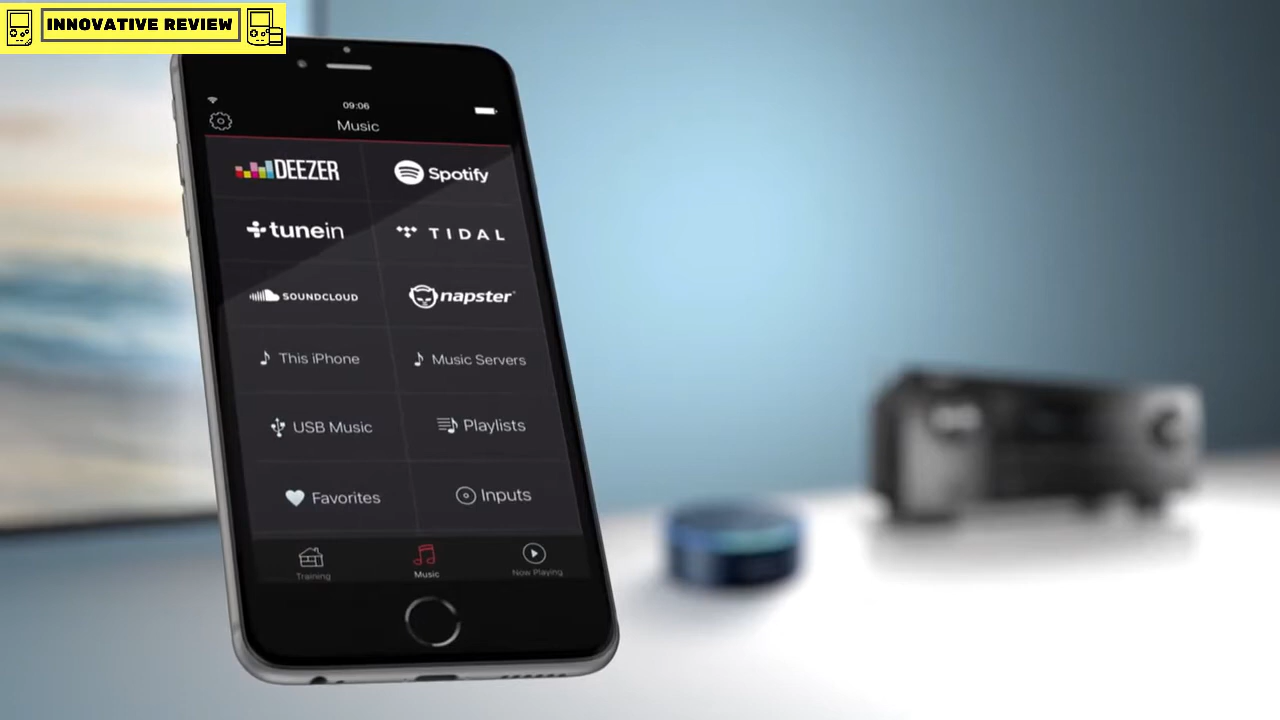 INNOVATIVE REVIEW
09:06
Music
DEEZER
Spotify
tunein
TIDAL
SOUNDCLOUD
napster
This iPhone
Music Servers
USB Music
Playlists
Favorites
Inputs
Training
Music
Now Playing